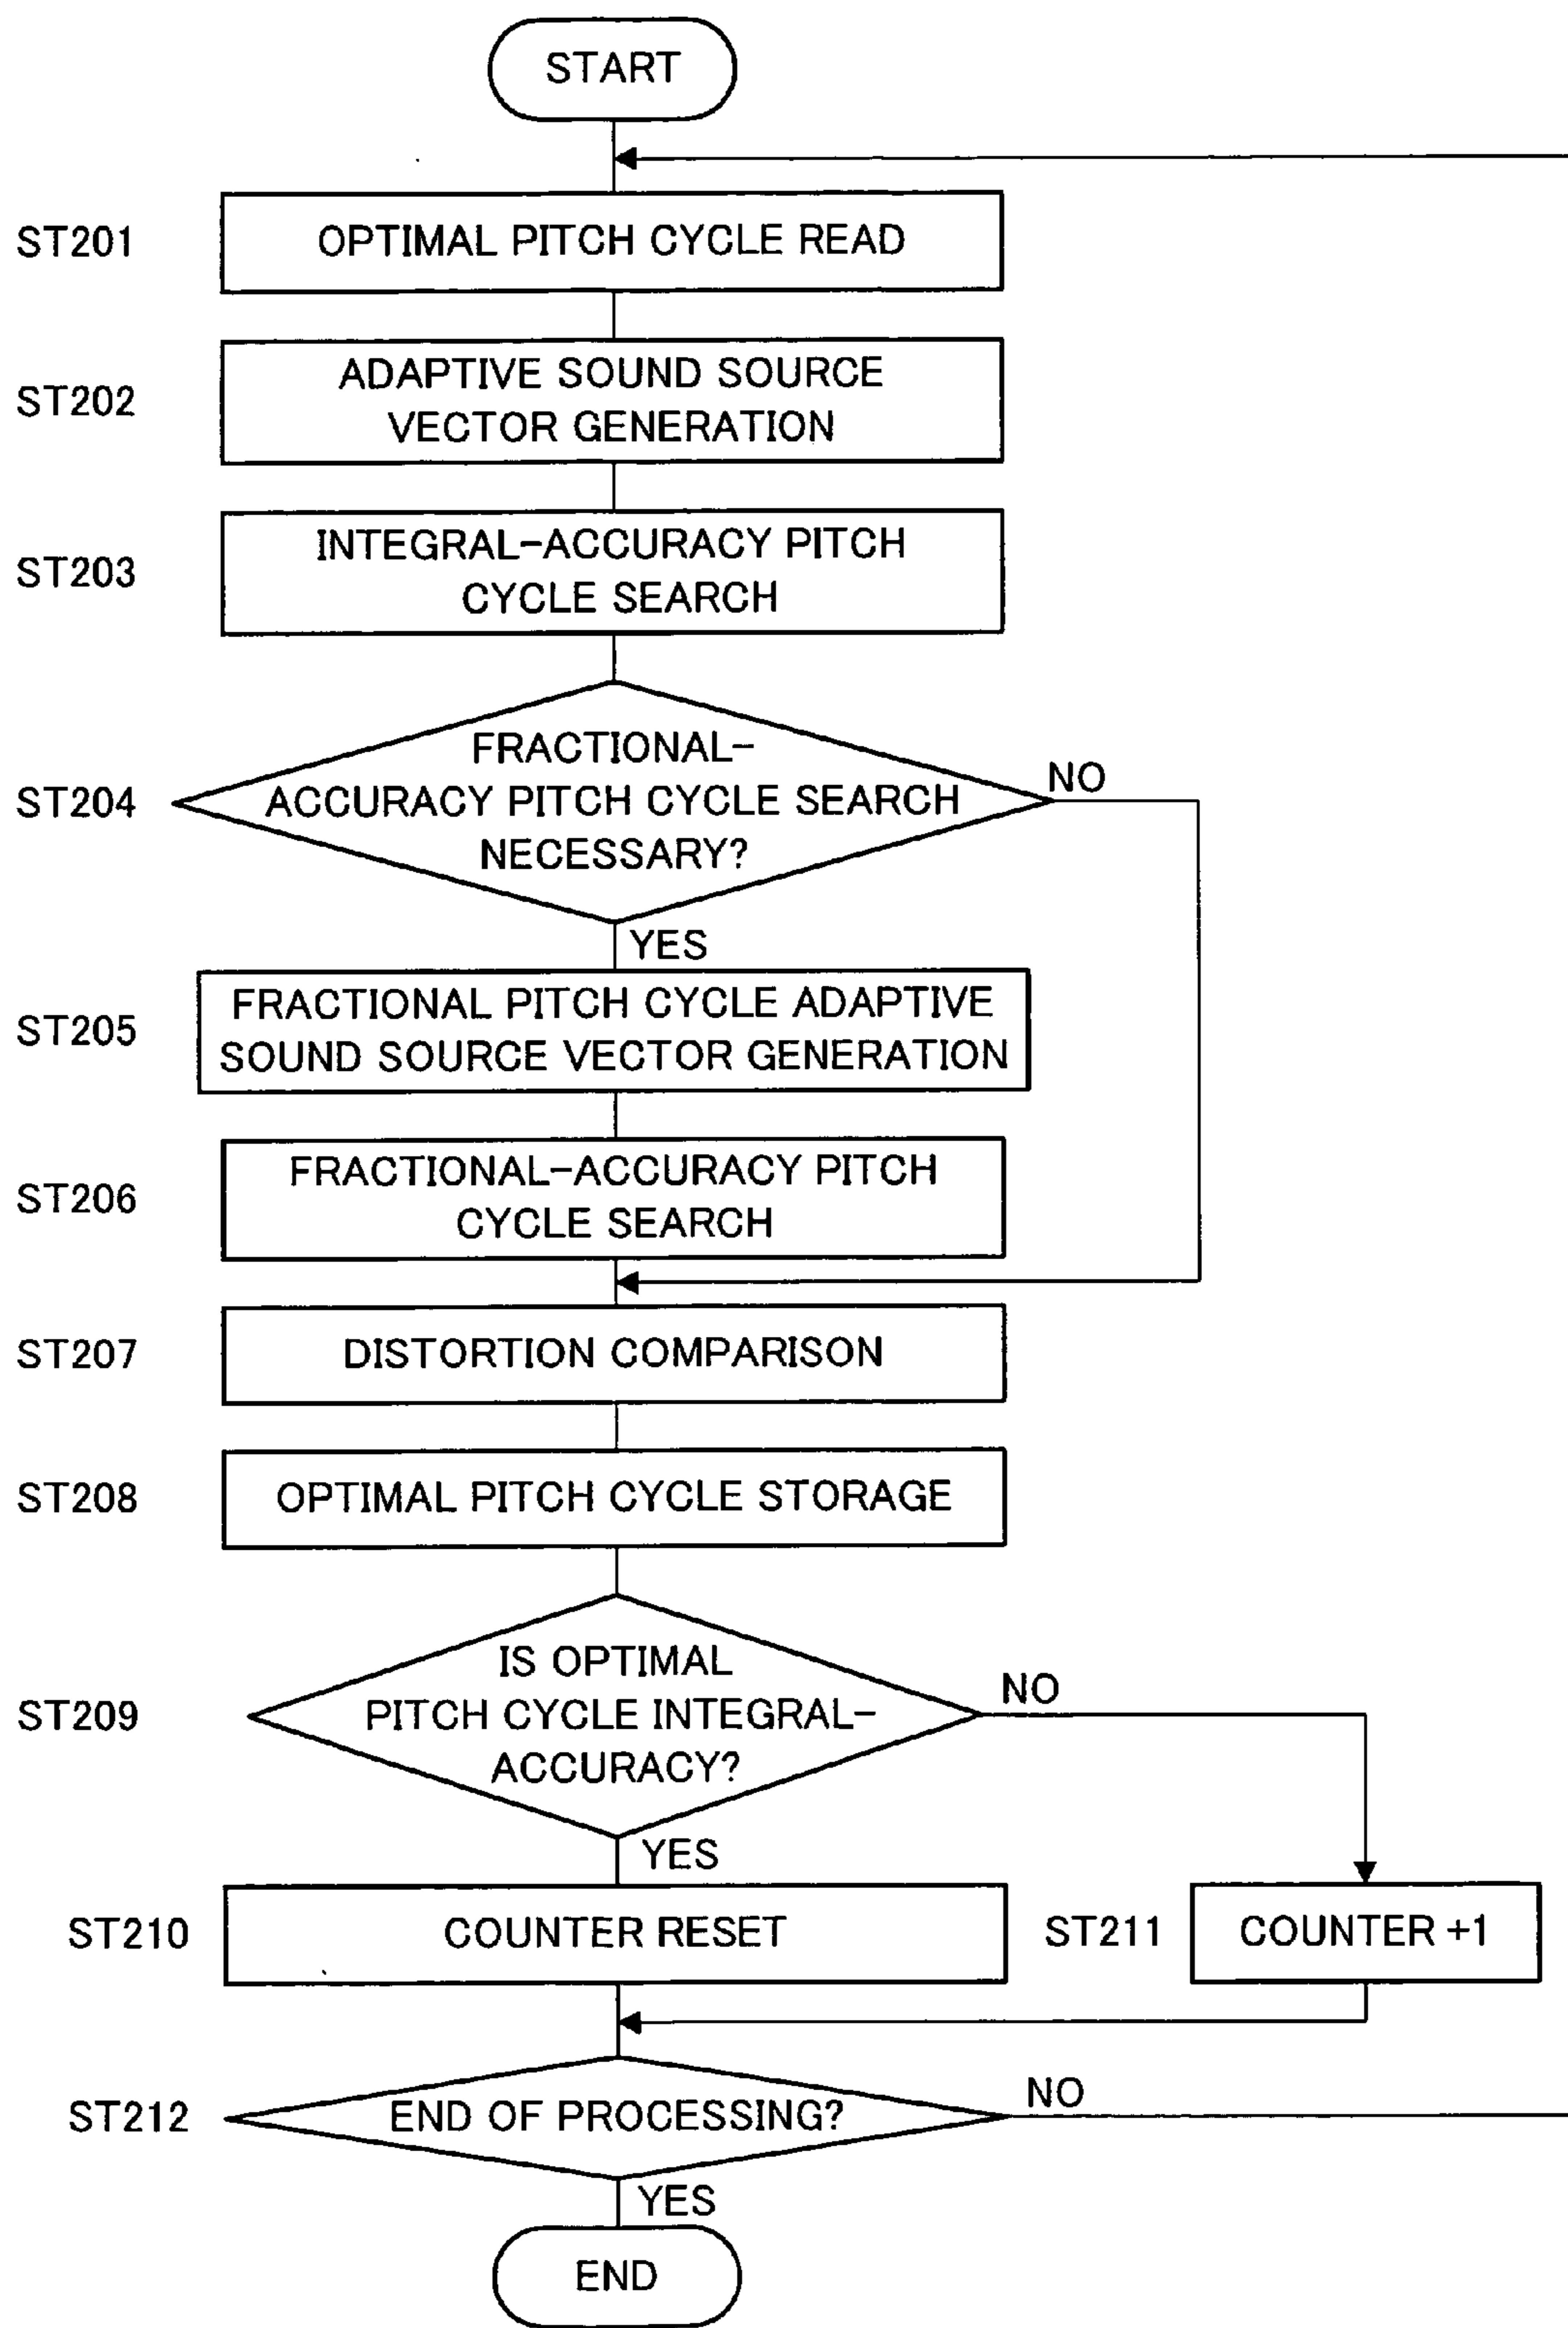 START
ST201
OPTIMAL PITCH CYCLE READ
ST202
ADAPTIVE SOUND SOURCE
VECTOR GENERATION
ST203
INTEGRAL-ACCURACY PITCH
CYCLE SEARCH
ST204
FRACTIONAL-
ACCURACY PITCH CYCLE SEARCH
NECESSARY?
NO
YES
ST205
FRACTIONAL PITCH CYCLE ADAPTIVE
SOUND SOURCE VECTOR GENERATION
ST206
FRACTIONAL-ACCURACY PITCH
CYCLE SEARCH
ST207
DISTORTION COMPARISON
ST208
OPTIMAL PITCH CYCLE STORAGE
ST209
IS OPTIMAL
PITCH CYCLE INTEGRAL-
ACCURACY?
NO
YES
ST210
COUNTER RESET
ST211
COUNTER +1
ST212
END OF PROCESSING?
NO
YES
END